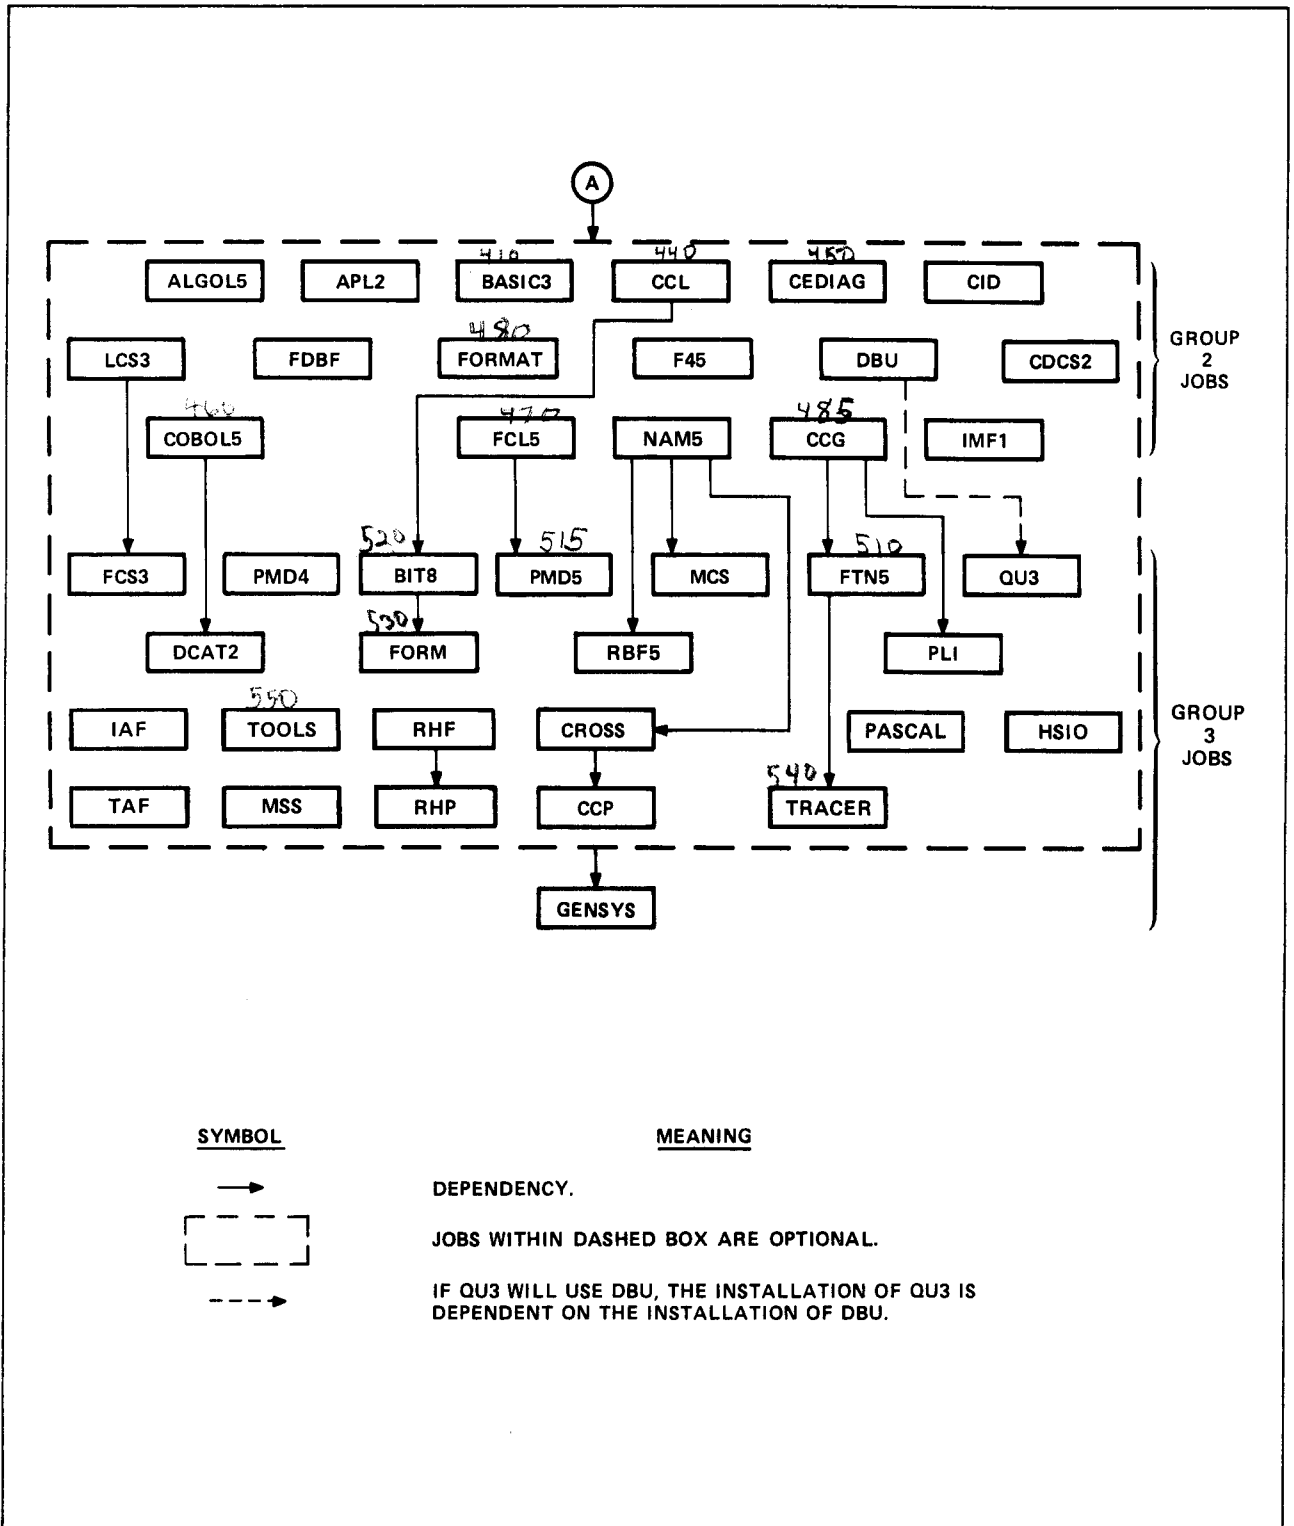 A
410 440 450
ALGOL5 APL2 BASIC3 CCL CEDIAG CID
480
LCS3 FDBF FORMAT F45 DBU CDCS2
GROUP
2
JOBS
460 470 485
COBOL5 FCL5 NAM5 CCG IMF1
520 515 510
FCS3 PMD4 BIT8 PMD5 MCS FTN5 QU3
530
DCAT2 FORM RBF5 PLI
550
IAF TOOLS RHF CROSS PASCAL HSIO
GROUP
3
JOBS
540
TAF MSS RHP CCP TRACER
GENSYS
SYMBOL MEANING
DEPENDENCY.
JOBS WITHIN DASHED BOX ARE OPTIONAL.
IF QU3 WILL USE DBU, THE INSTALLATION OF QU3 IS
DEPENDENT ON THE INSTALLATION OF DBU.